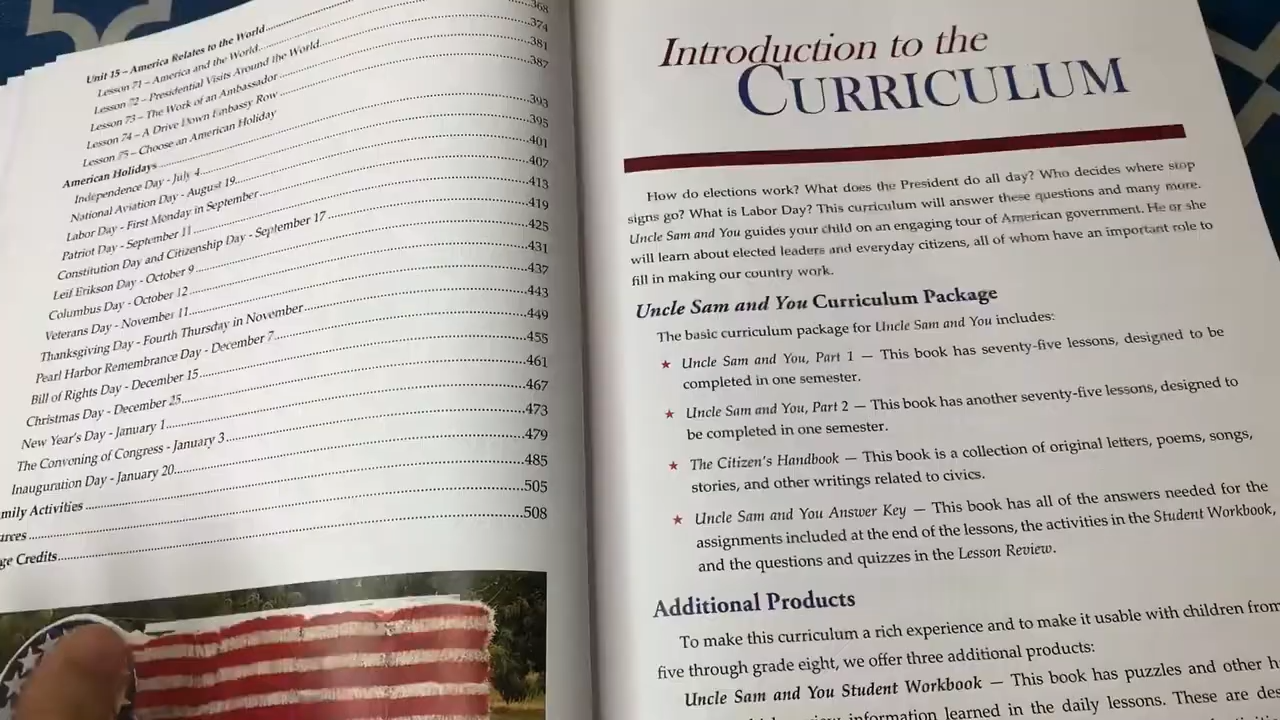 Unit 15 – America Relates to the World
Lesson 71 – America and the World 368
Lesson 72 – Presidential Visits Around the World 374
Lesson 73 – The Work of an Ambassador 381
Lesson 74 – A Drive Down Embassy Row 387
Lesson 75 – Choose an American Holiday
American Holidays 393
Independence Day - July 4 395
National Aviation Day - August 19 401
Labor Day - First Monday in September 407
Patriot Day - September 11 413
Constitution Day and Citizenship Day - September 17 419
Leif Erikson Day - October 9 425
Columbus Day - October 12 431
Veterans Day - November 11 437
Thanksgiving Day - Fourth Thursday in November 443
Pearl Harbor Remembrance Day - December 7 449
Bill of Rights Day - December 15 455
Christmas Day - December 25 461
New Year's Day - January 1 467
The Convening of Congress - January 3 473
Inauguration Day - January 20 479
mily Activities 485
urces 505
ge Credits 508
Introduction to the
CURRICULUM
How do elections work? What does the President do all day? Who decides where stop
signs go? What is Labor Day? This curriculum will answer these questions and many more.
Uncle Sam and You guides your child on an engaging tour of American government. He or she
will learn about elected leaders and everyday citizens, all of whom have an important role to
fill in making our country work.
Uncle Sam and You Curriculum Package
The basic curriculum package for Uncle Sam and You includes:
★ Uncle Sam and You, Part 1 — This book has seventy-five lessons, designed to be
completed in one semester.
★ Uncle Sam and You, Part 2 — This book has another seventy-five lessons, designed to
be completed in one semester.
★ The Citizen's Handbook — This book is a collection of original letters, poems, songs,
stories, and other writings related to civics.
★ Uncle Sam and You Answer Key — This book has all of the answers needed for the
assignments included at the end of the lessons, the activities in the Student Workbook,
and the questions and quizzes in the Lesson Review.
Additional Products
To make this curriculum a rich experience and to make it usable with children from
five through grade eight, we offer three additional products:
Uncle Sam and You Student Workbook — This book has puzzles and other h
information learned in the daily lessons. These are des